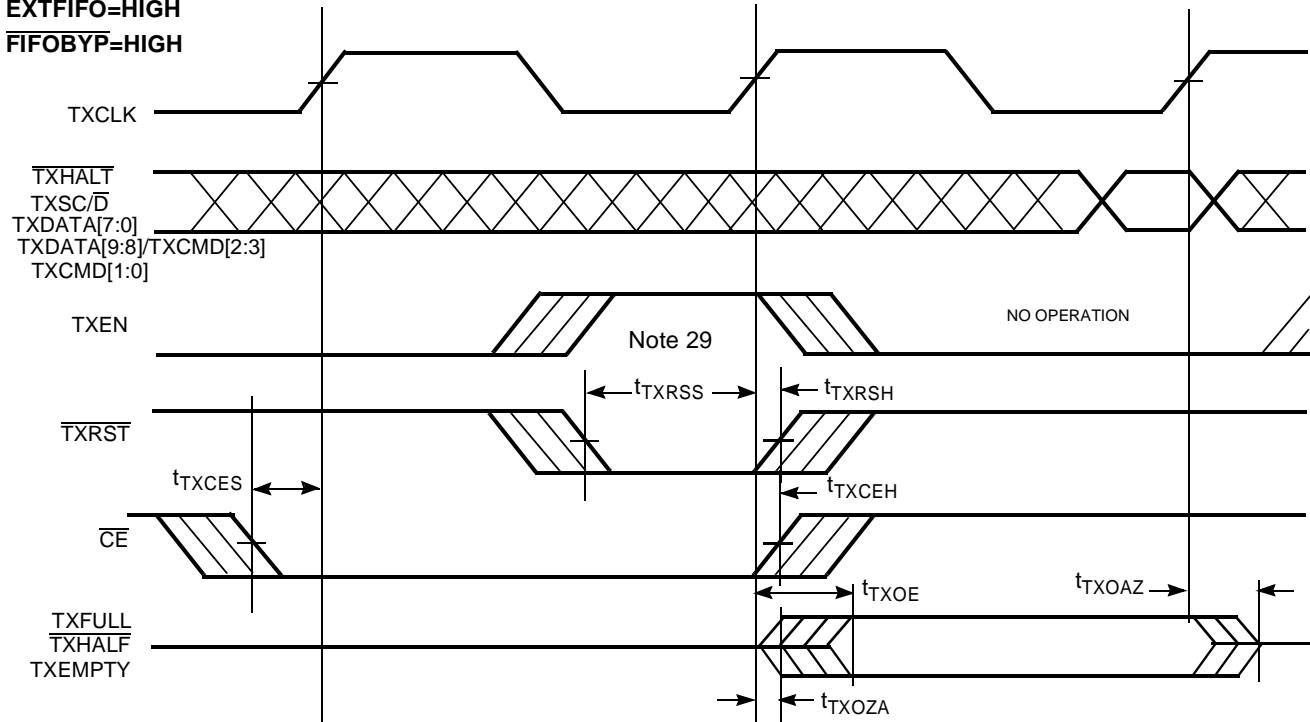 EXTFIFO=HIGH
FIFOBYP=HIGH
TXCLK
TXHALT
TXSC/D
TXDATA[7:0]
TXDATA[9:8]/TXCMD[2:3]
TXCMD[1:0]
TXEN
NO OPERATION
Note 29
tTXRSS
tTXRSH
TXRST
tTXCES
tTXCEH
CE
tTXOE
tTXOAZ
TXFULL
TXHALF
TXEMPTY
tTXOZA